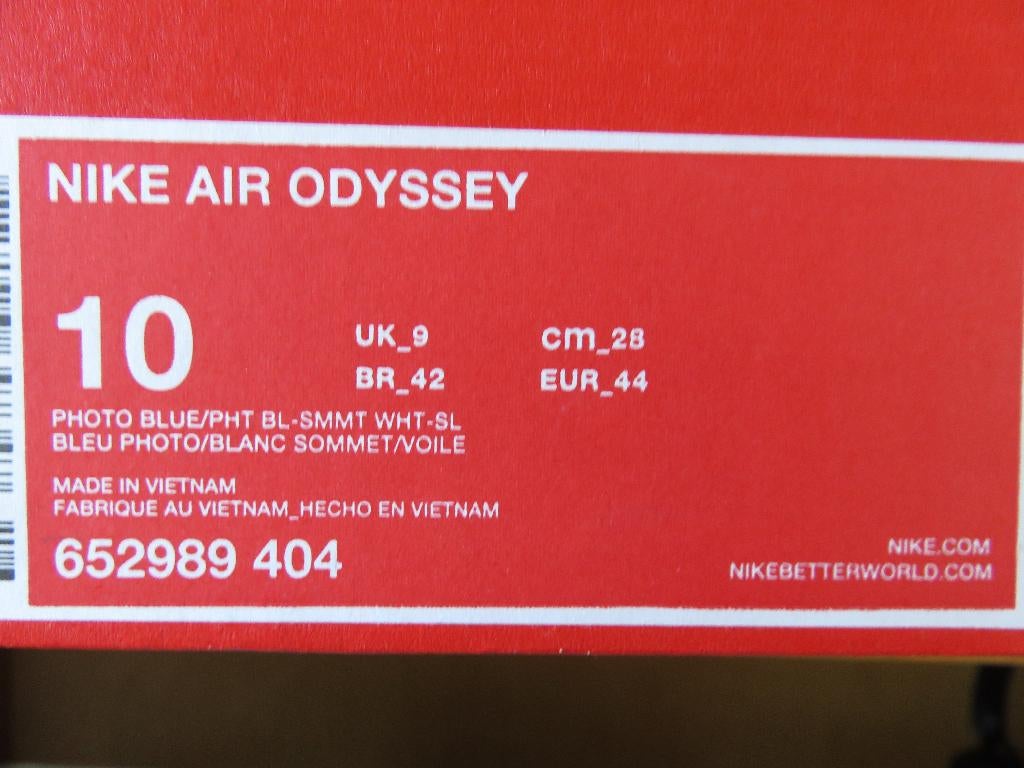 NIKE AIR ODYSSEY
10
UK_9 cm_28
BR_42 EUR_44
PHOTO BLUE/PHT BL-SMMT WHT-SL
BLEU PHOTO/BLANC SOMMET/VOILE
MADE IN VIETNAM
FABRIQUE AU VIETNAM_HECHO EN VIETNAM
652989 404
NIKE.COM
NIKEBETTERWORLD.COM